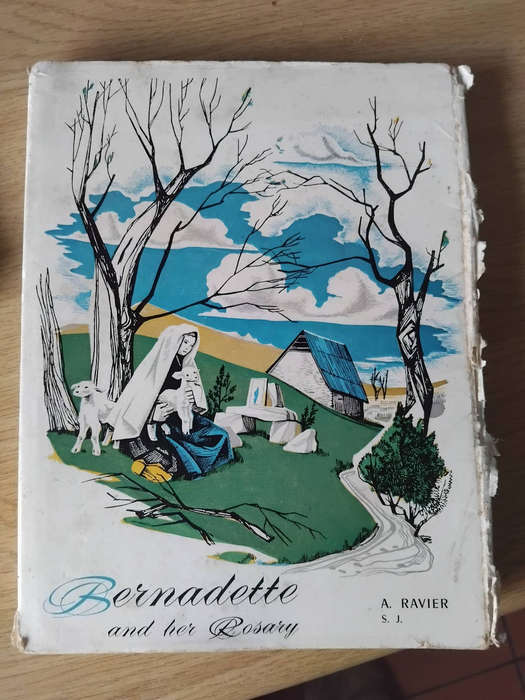 Bernadette
and her Rosary
A. RAVIER
S. J.